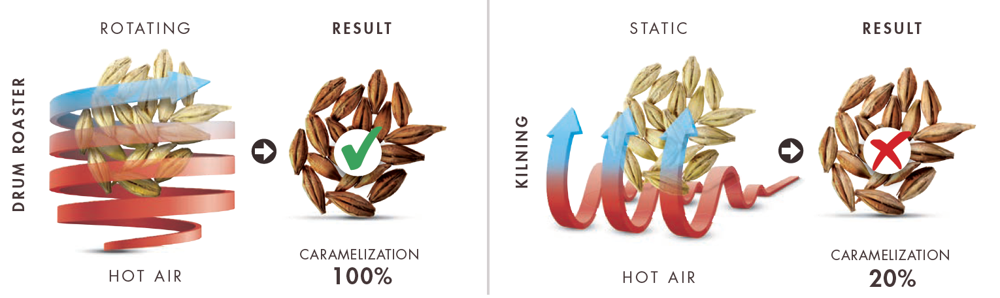 DRUM ROASTER
ROTATING
HOT AIR
RESULT
CARAMELIZATION
100%
KILNING
STATIC
HOT AIR
RESULT
CARAMELIZATION
20%